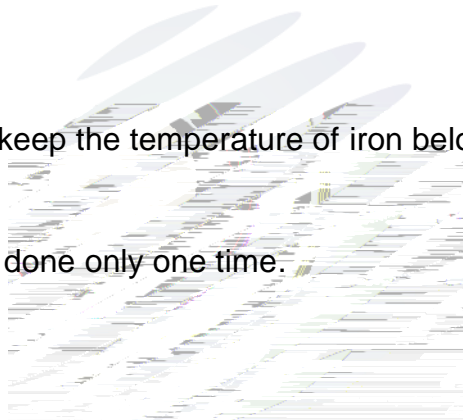 keep the temperature of iron belo
done only one time.